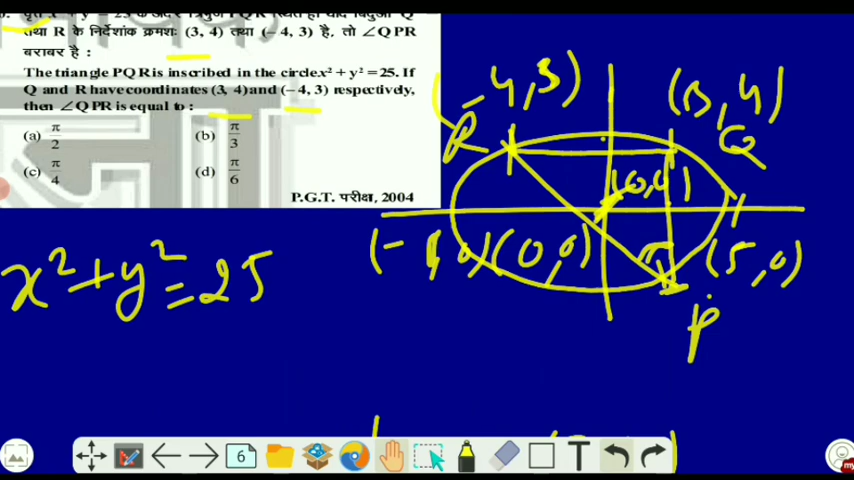 तथा R के निर्देशांक क्रमशः (3, 4) तथा (– 4, 3) है. तो ∠QPR
बराबर है :
The triangle PQR is inscribed in the circle x² + y² = 25. If
Q and R have coordinates (3, 4) and (– 4, 3) respectively,
then ∠QPR is equal to :
(a) π/2 (b) π/3
(c) π/4 (d) π/6
P.G.T. परीक्षा, 2004
x² + y² = 25
-4, 3)
(3, 4)
R
Q
(0,0)
(0,0)
(5,0)
P
6
T